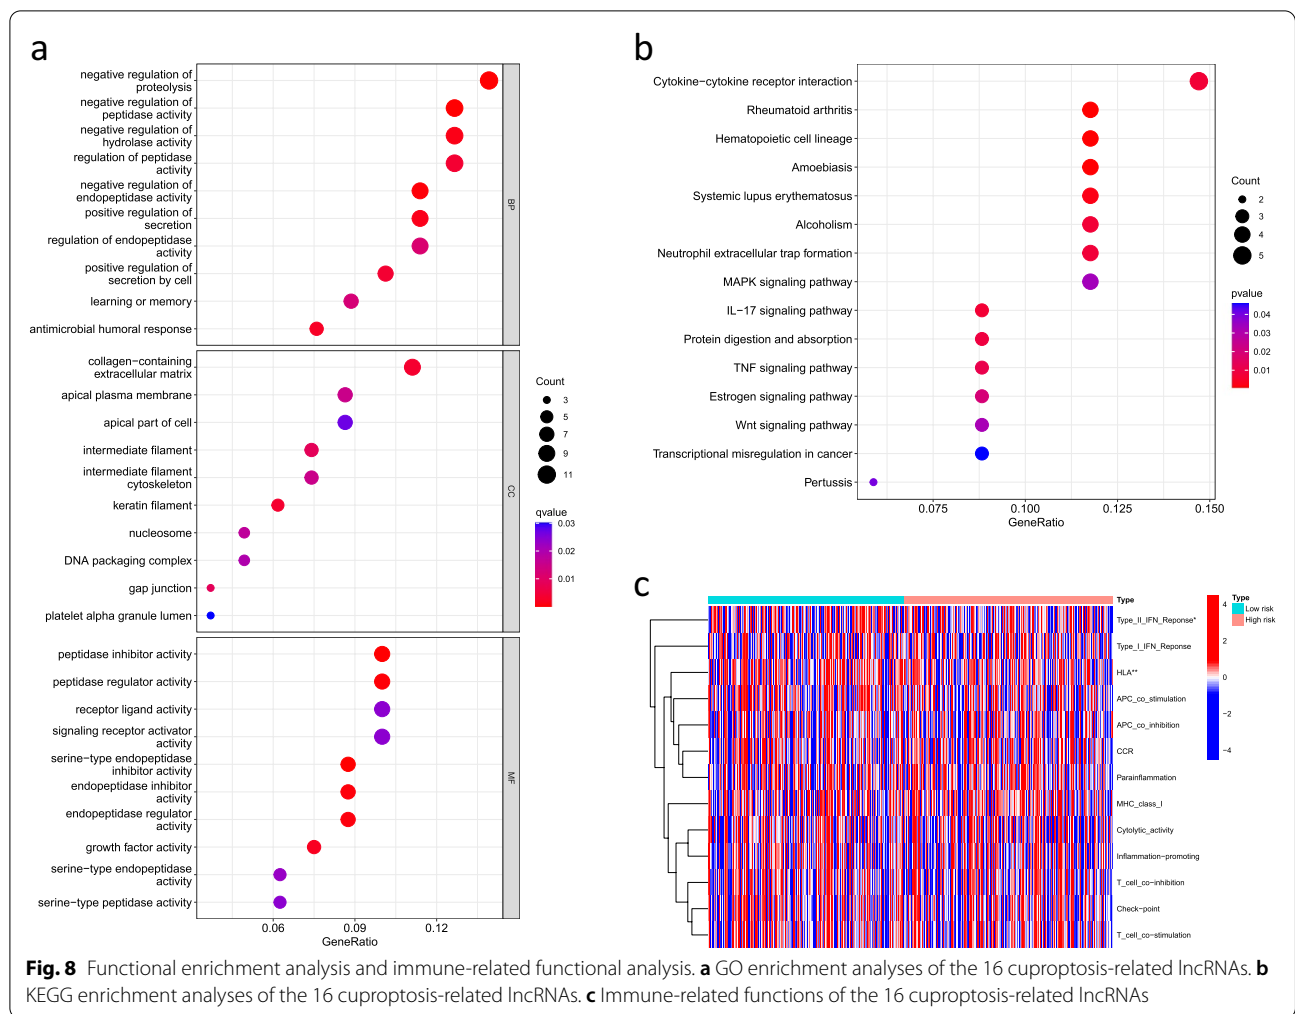 a
negative regulation of
proteolysis
negative regulation of
peptidase activity
negative regulation of
hydrolase activity
regulation of peptidase
activity
negative regulation of
endopeptidase activity
positive regulation of
secretion
regulation of endopeptidase
activity
positive regulation of
secretion by cell
learning or memory
antimicrobial humoral response
BP
collagen−containing
extracellular matrix
apical plasma membrane
apical part of cell
intermediate filament
intermediate filament
cytoskeleton
keratin filament
nucleosome
DNA packaging complex
gap junction
platelet alpha granule lumen
CC
peptidase inhibitor activity
peptidase regulator activity
receptor ligand activity
signaling receptor activator
activity
serine−type endopeptidase
inhibitor activity
endopeptidase inhibitor
activity
endopeptidase regulator
activity
growth factor activity
serine−type endopeptidase
activity
serine−type peptidase activity
MF
0.06 0.09 0.12
GeneRatio
Count
3
5
7
9
11
qvalue
0.03
0.02
0.01
b
Cytokine−cytokine receptor interaction
Rheumatoid arthritis
Hematopoietic cell lineage
Amoebiasis
Systemic lupus erythematosus
Alcoholism
Neutrophil extracellular trap formation
MAPK signaling pathway
IL−17 signaling pathway
Protein digestion and absorption
TNF signaling pathway
Estrogen signaling pathway
Wnt signaling pathway
Transcriptional misregulation in cancer
Pertussis
0.075 0.100 0.125 0.150
GeneRatio
Count
2
3
4
5
pvalue
0.04
0.03
0.02
0.01
c
Type
Type_II_IFN_Reponse*
Type_I_IFN_Reponse
HLA**
APC_co_stimulation
APC_co_inhibition
CCR
Parainflammation
MHC_class_I
Cytolytic_activity
Inflammation−promoting
T_cell_co−inhibition
Check−point
T_cell_co−stimulation
4
2
0
−2
−4
Type
Low risk
High risk
Fig. 8 Functional enrichment analysis and immune-related functional analysis. a GO enrichment analyses of the 16 cuproptosis-related lncRNAs. b
KEGG enrichment analyses of the 16 cuproptosis-related lncRNAs. c Immune-related functions of the 16 cuproptosis-related lncRNAs